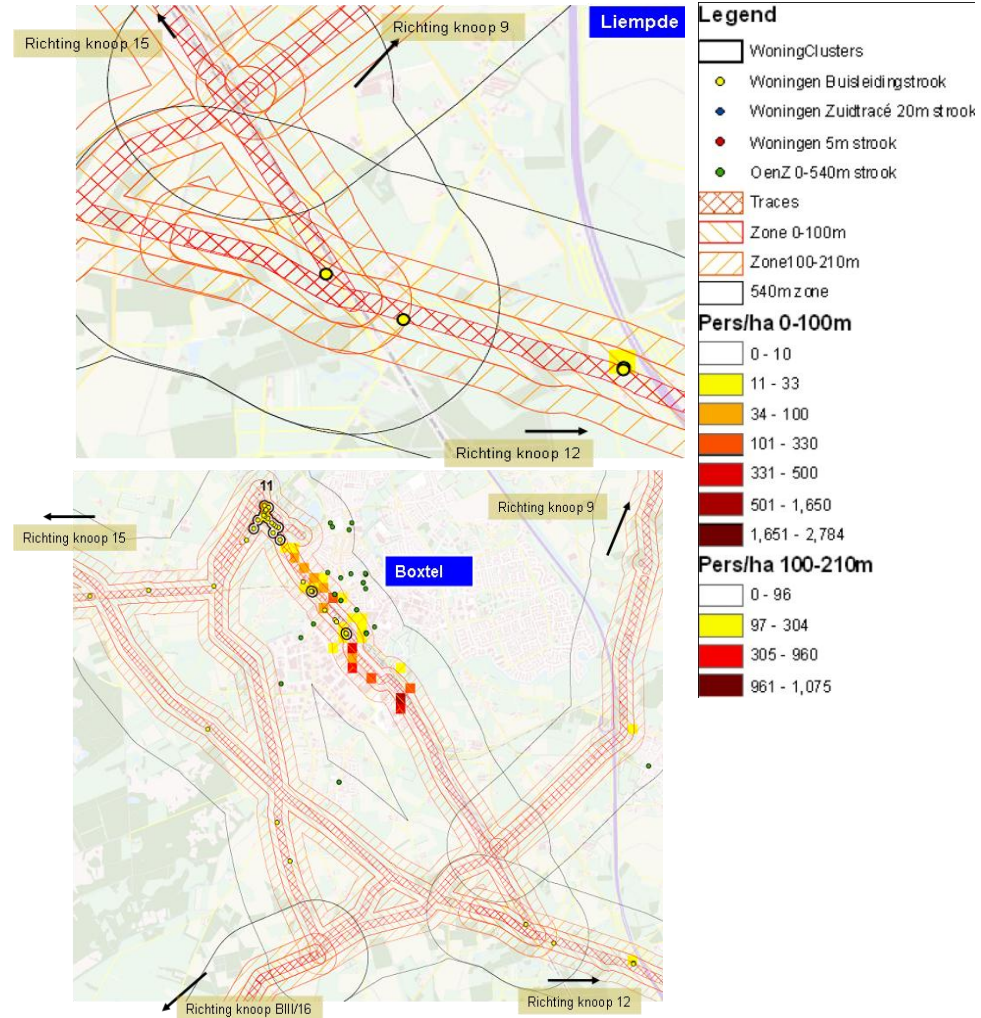 Liempde
Richting knoop 15
Richting knoop 9
Richting knoop 12
11
Richting knoop 15
Richting knoop 9
Boxtel
Richting knoop 12
Richting knoop BIII/16
Legend
WoningClusters
Woningen Buisleidingstrook
Woningen Zuidtracé 20m strook
Woningen 5m strook
OenZ 0-540m strook
Traces
Zone 0-100m
Zone100-210m
540m zone
Pers/ha 0-100m
0 - 10
11 - 33
34 - 100
101 - 330
331 - 500
501 - 1,650
1,651 - 2,784
Pers/ha 100-210m
0 - 96
97 - 304
305 - 960
961 - 1,075